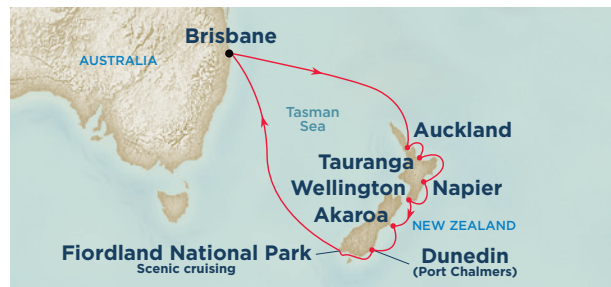 Brisbane
AUSTRALIA
Tasman
Sea
Auckland
Tauranga
Wellington
Napier
Akaroa
NEW ZEALAND
Fiordland National Park
Scenic cruising
Dunedin
(Port Chalmers)